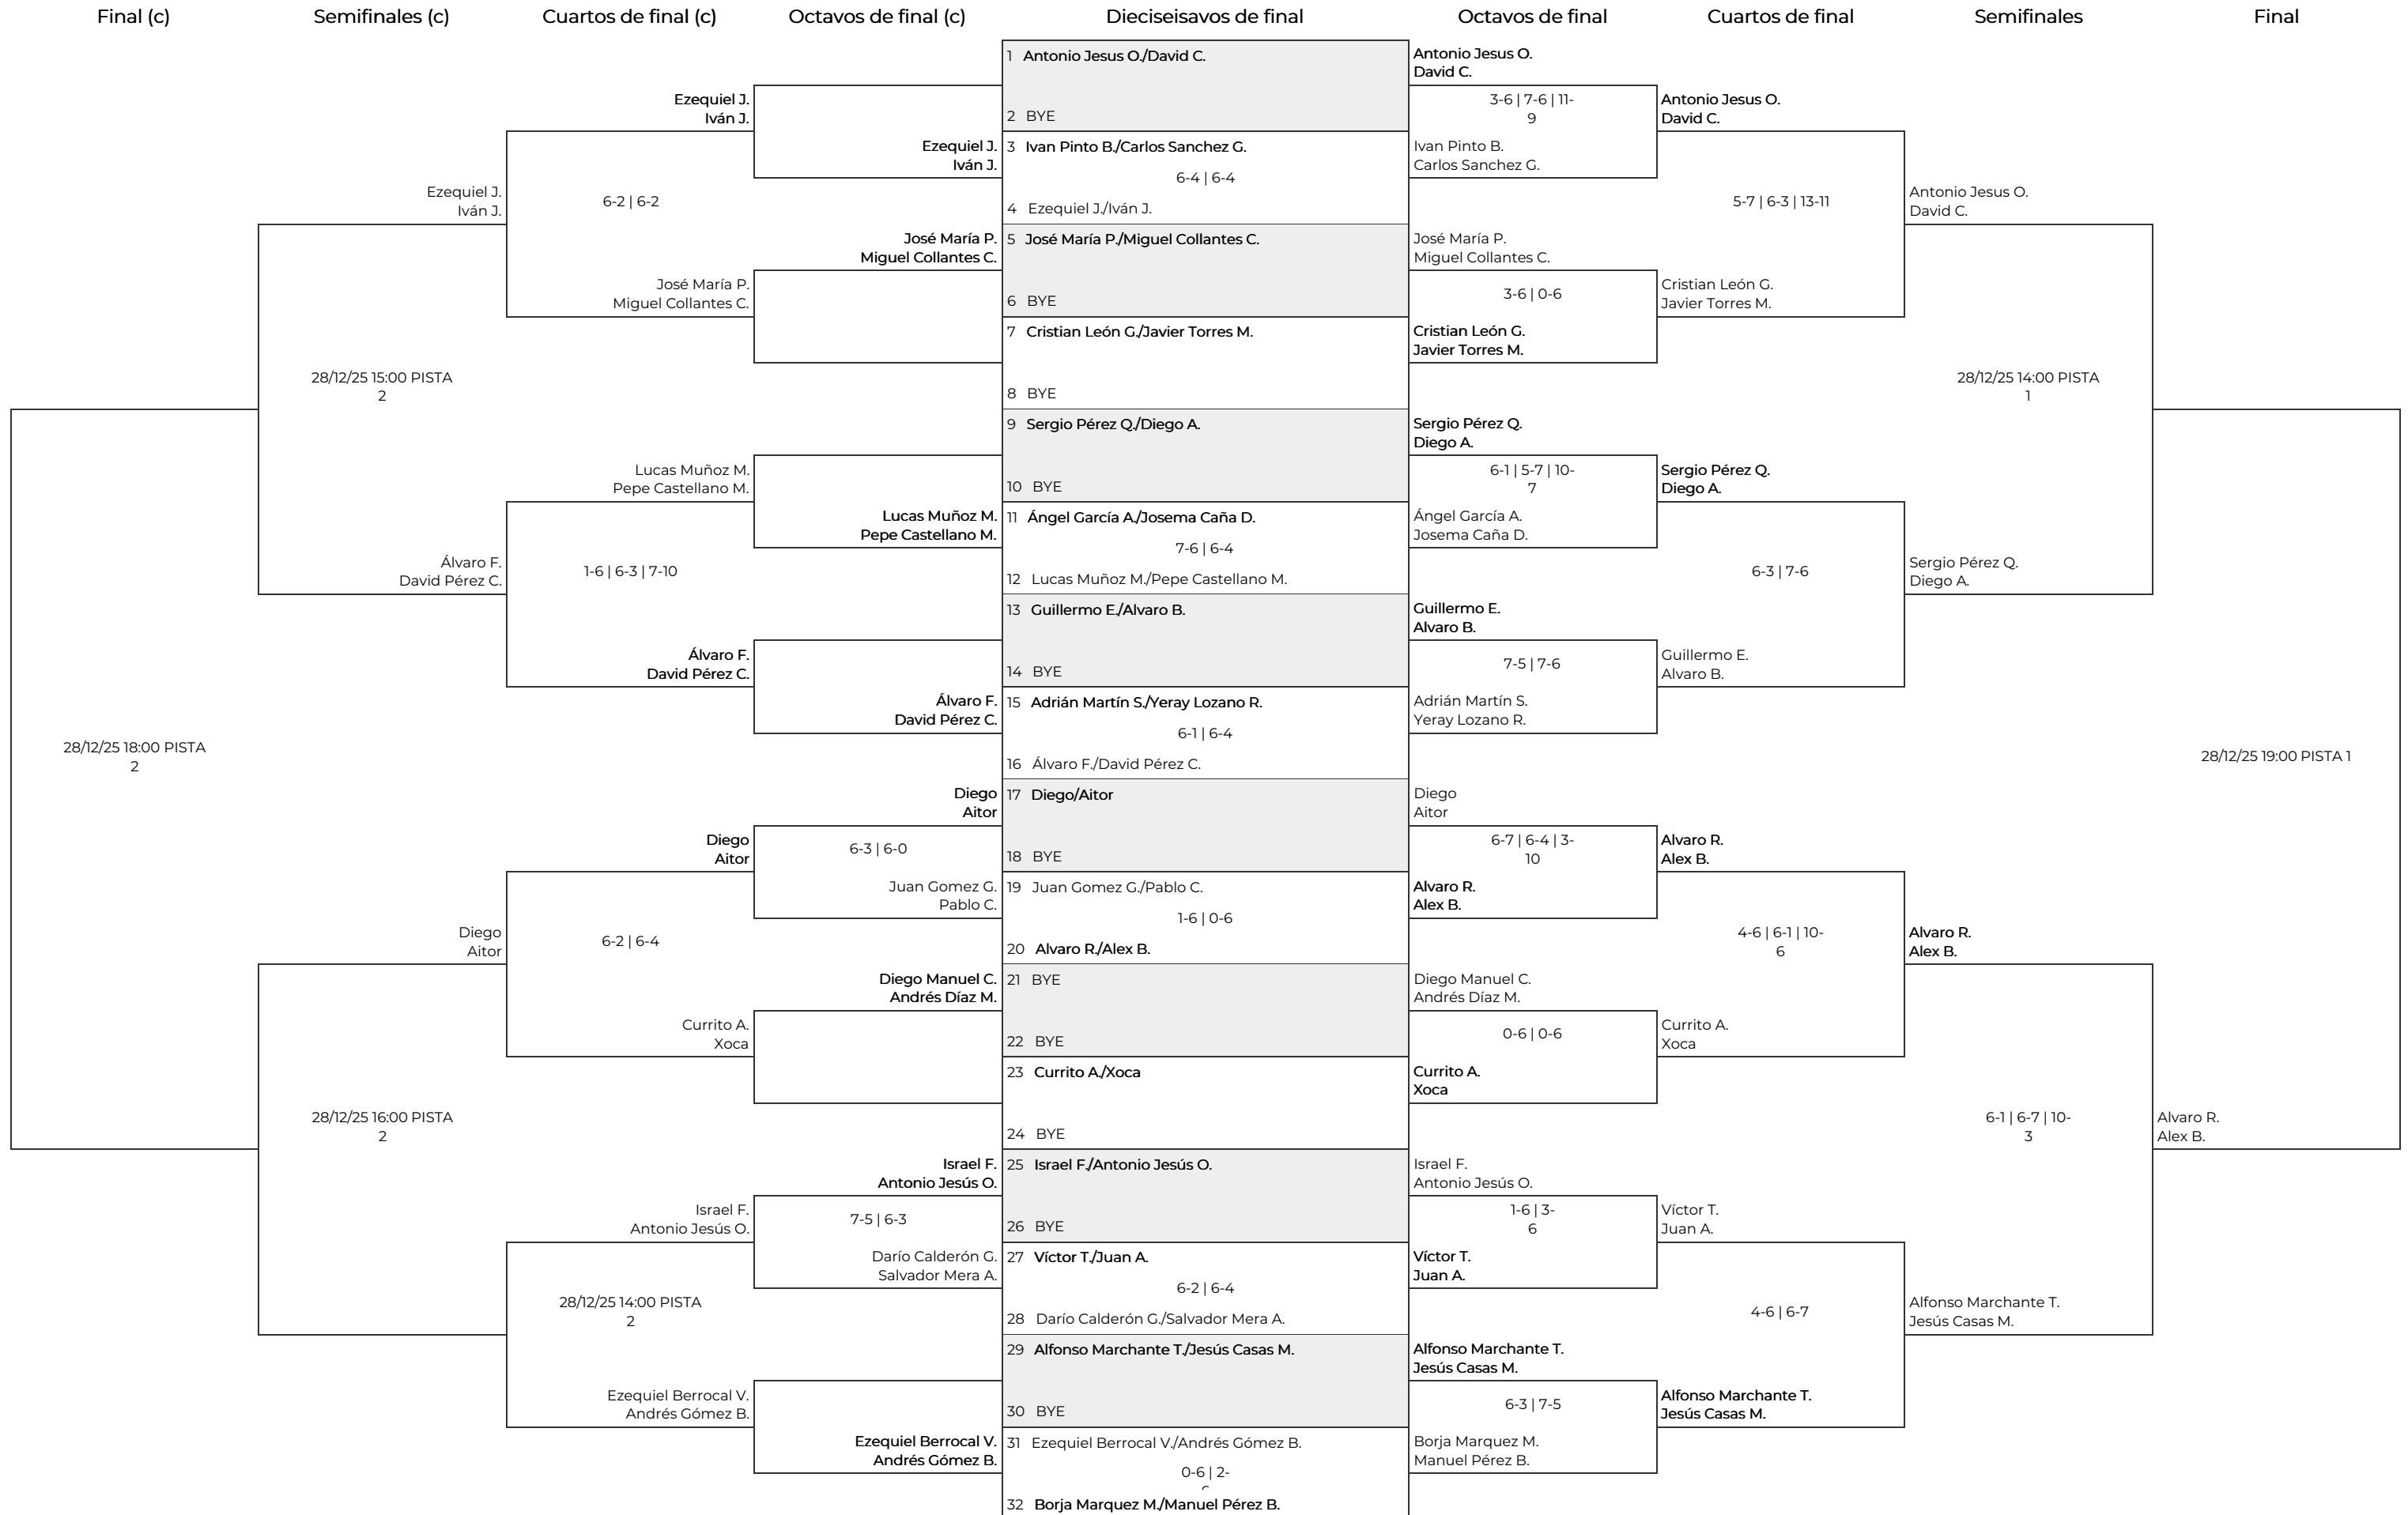 Final (c)
Semifinales (c)
Cuartos de final (c)
Octavos de final (c)
Dieciseisavos de final
Octavos de final
Cuartos de final
Semifinales
Final
28/12/25 18:00 PISTA
2
Ezequiel J.
Iván J.
28/12/25 15:00 PISTA
2
Álvaro F.
David Pérez C.
Diego
Aitor
28/12/25 16:00 PISTA
2
Ezequiel J.
Iván J.
6-2 | 6-2
José María P.
Miguel Collantes C.
Lucas Muñoz M.
Pepe Castellano M.
1-6 | 6-3 | 7-10
Álvaro F.
David Pérez C.
Diego
Aitor
6-2 | 6-4
Currito A.
Xoca
Israel F.
Antonio Jesús O.
28/12/25 14:00 PISTA
2
Ezequiel Berrocal V.
Andrés Gómez B.
Ezequiel J.
Iván J.
José María P.
Miguel Collantes C.
Lucas Muñoz M.
Pepe Castellano M.
Álvaro F.
David Pérez C.
Diego
Aitor
6-3 | 6-0
Juan Gomez G.
Pablo C.
Diego Manuel C.
Andrés Díaz M.
Israel F.
Antonio Jesús O.
7-5 | 6-3
Darío Calderón G.
Salvador Mera A.
Ezequiel Berrocal V.
Andrés Gómez B.
1 Antonio Jesus O./David C.
2 BYE
3 Ivan Pinto B./Carlos Sanchez G.
6-4 | 6-4
4 Ezequiel J./Iván J.
5 José María P./Miguel Collantes C.
6 BYE
7 Cristian León G./Javier Torres M.
8 BYE
9 Sergio Pérez Q./Diego A.
10 BYE
11 Ángel García A./Josema Caña D.
7-6 | 6-4
12 Lucas Muñoz M./Pepe Castellano M.
13 Guillermo E./Alvaro B.
14 BYE
15 Adrián Martín S./Yeray Lozano R.
6-1 | 6-4
16 Álvaro F./David Pérez C.
17 Diego/Aitor
18 BYE
19 Juan Gomez G./Pablo C.
1-6 | 0-6
20 Alvaro R./Alex B.
21 BYE
22 BYE
23 Currito A./Xoca
24 BYE
25 Israel F./Antonio Jesús O.
26 BYE
27 Víctor T./Juan A.
6-2 | 6-4
28 Darío Calderón G./Salvador Mera A.
29 Alfonso Marchante T./Jesús Casas M.
30 BYE
31 Ezequiel Berrocal V./Andrés Gómez B.
0-6 | 2-
32 Borja Marquez M./Manuel Pérez B.
Antonio Jesus O.
David C.
3-6 | 7-6 | 11-
9
Ivan Pinto B.
Carlos Sanchez G.
José María P.
Miguel Collantes C.
3-6 | 0-6
Cristian León G.
Javier Torres M.
Sergio Pérez Q.
Diego A.
6-1 | 5-7 | 10-
7
Ángel García A.
Josema Caña D.
Guillermo E.
Alvaro B.
7-5 | 7-6
Adrián Martín S.
Yeray Lozano R.
Diego
Aitor
6-7 | 6-4 | 3-
10
Alvaro R.
Alex B.
Diego Manuel C.
Andrés Díaz M.
0-6 | 0-6
Currito A.
Xoca
Israel F.
Antonio Jesús O.
1-6 | 3-
6
Víctor T.
Juan A.
Alfonso Marchante T.
Jesús Casas M.
6-3 | 7-5
Borja Marquez M.
Manuel Pérez B.
Antonio Jesus O.
David C.
5-7 | 6-3 | 13-11
Cristian León G.
Javier Torres M.
Sergio Pérez Q.
Diego A.
6-3 | 7-6
Guillermo E.
Alvaro B.
Alvaro R.
Alex B.
4-6 | 6-1 | 10-
6
Currito A.
Xoca
Víctor T.
Juan A.
4-6 | 6-7
Alfonso Marchante T.
Jesús Casas M.
Antonio Jesus O.
David C.
28/12/25 14:00 PISTA
1
Sergio Pérez Q.
Diego A.
Alvaro R.
Alex B.
6-1 | 6-7 | 10-
3
Alfonso Marchante T.
Jesús Casas M.
28/12/25 19:00 PISTA 1
Alvaro R.
Alex B.